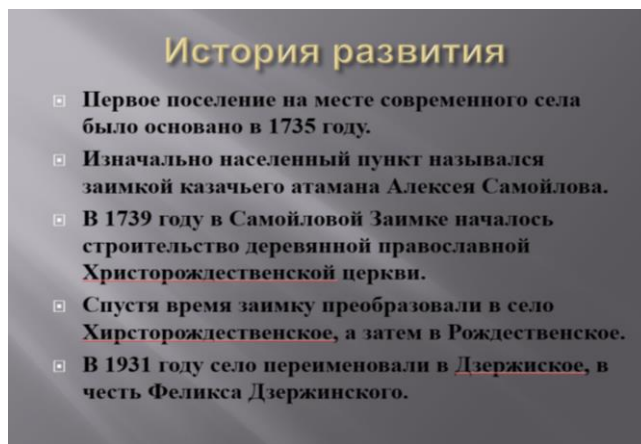 История развития
Первое поселение на месте современного села
было основано в 1735 году.
Изначально населенный пункт назывался
заимкой казачьего атамана Алексея Самойлова.
В 1739 году в Самойловой Заимке началось
строительство деревянной православной
Христорождественской церкви.
Спустя время заимку преобразовали в село
Хирсторождественское, а затем в Рождественское.
В 1931 году село переименовали в Дзержиское, в
честь Феликса Дзержинского.